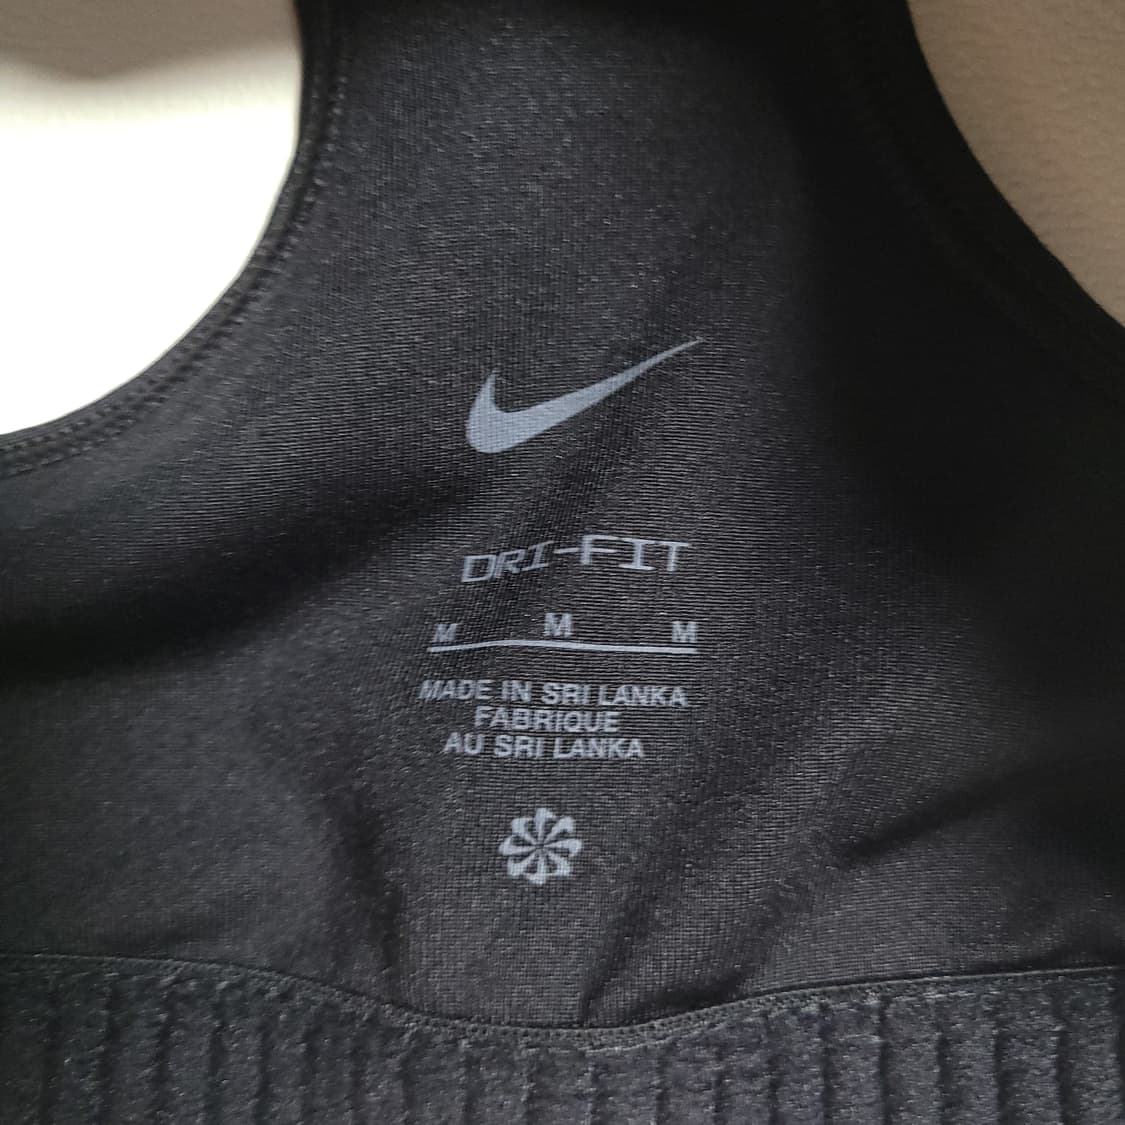 DRI-FIT
M M M
MADE IN SRI LANKA
FABRIQUE
AU SRI LANKA